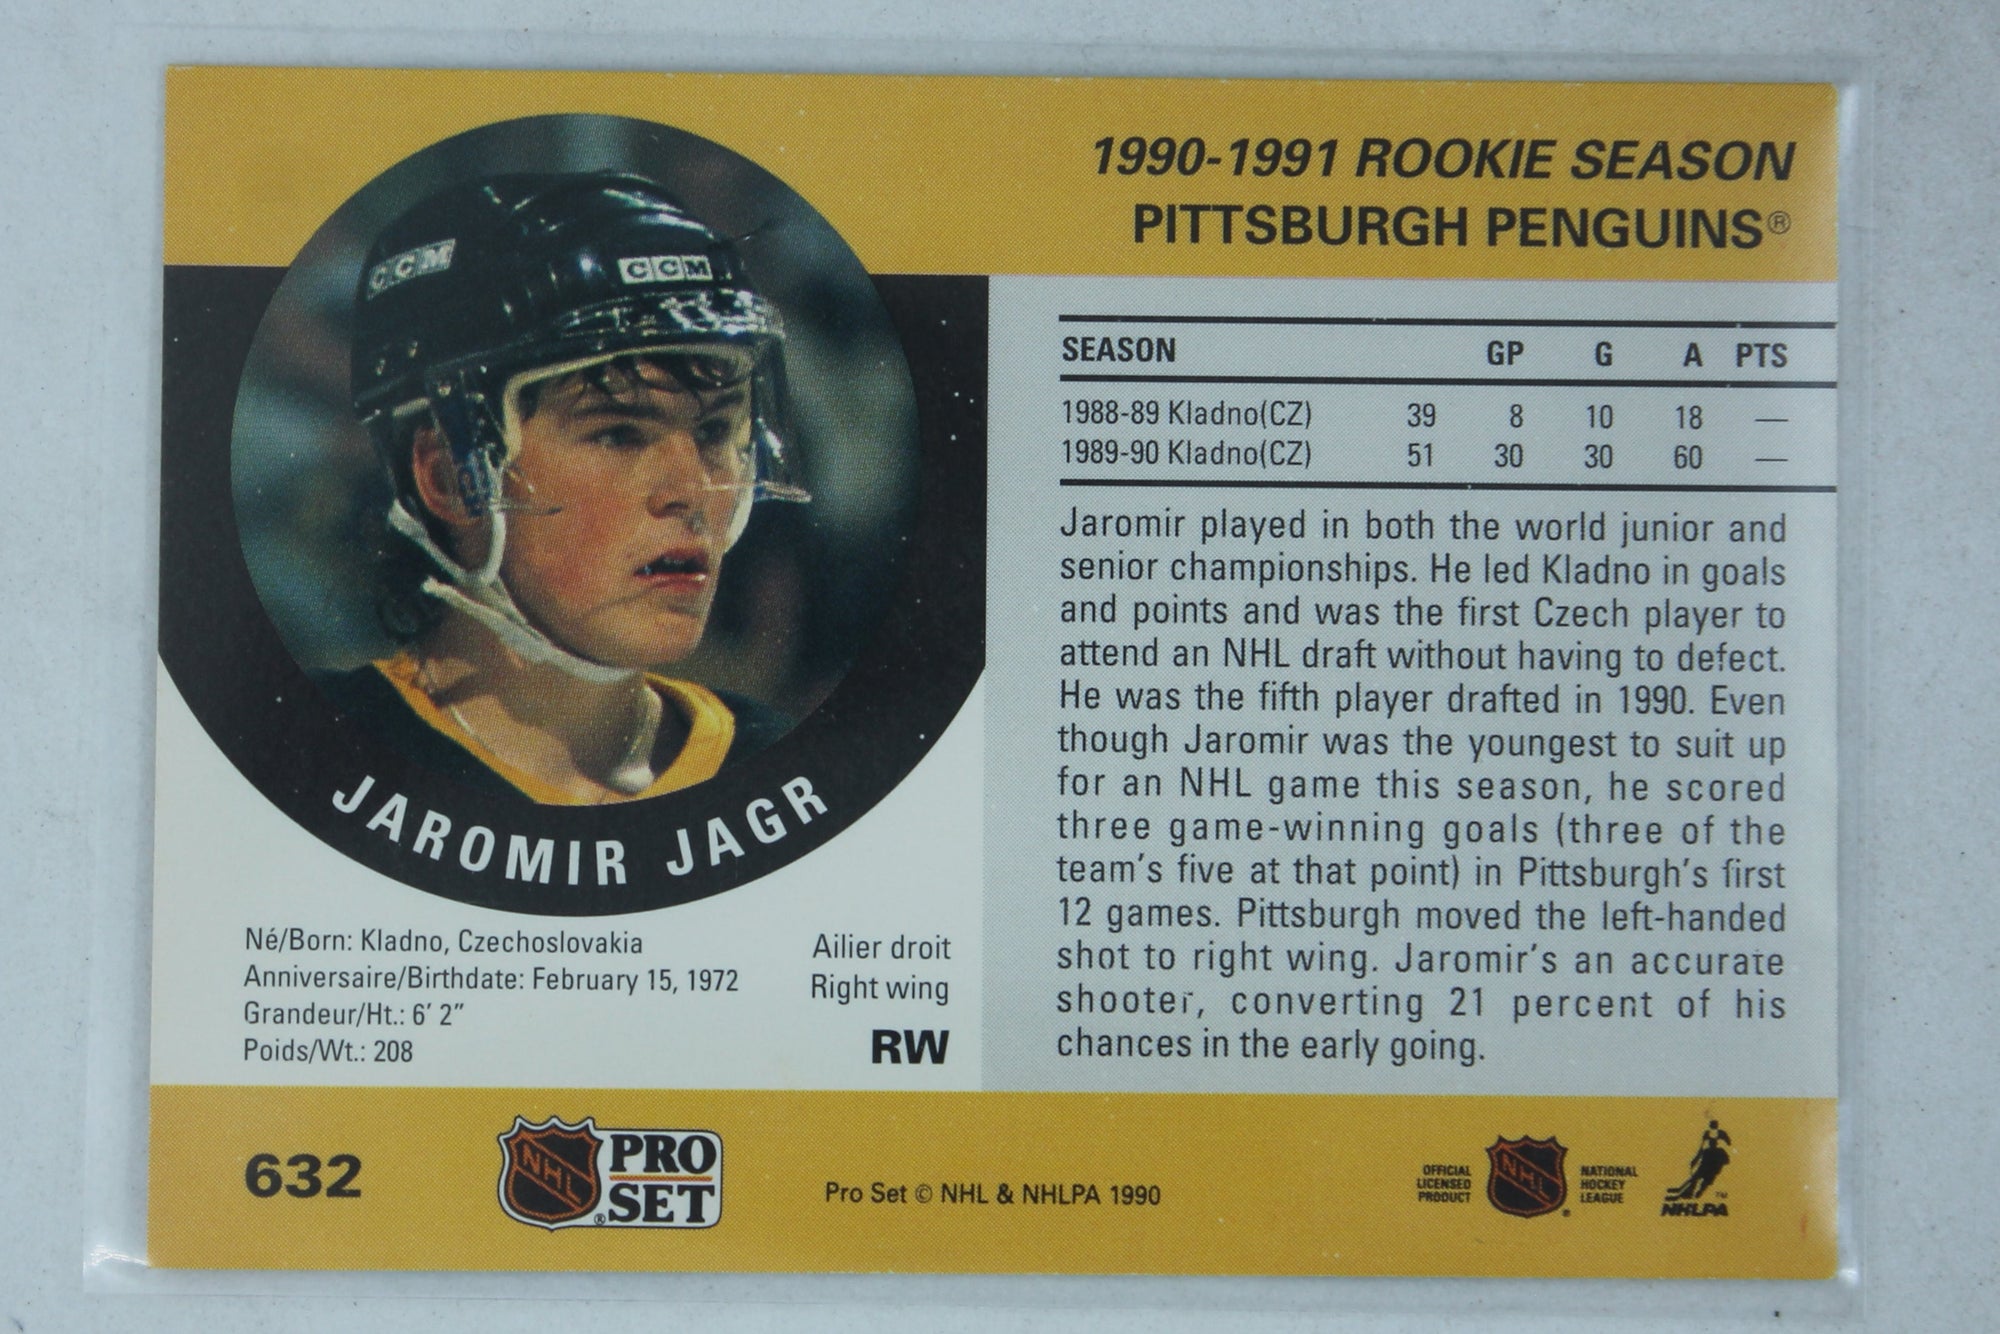 1990-1991 ROOKIE SEASON
PITTSBURGH PENGUINS®
CCM
CCM
JAROMIR JAGR
Né/Born: Kladno, Czechoslovakia
Anniversaire/Birthdate: February 15, 1972
Grandeur/Ht.: 6' 2"
Poids/Wt.: 208
Ailier droit
Right wing
RW
SEASON GP G A PTS
1988-89 Kladno(CZ) 39 8 10 18 —
1989-90 Kladno(CZ) 51 30 30 60 —
Jaromir played in both the world junior and
senior championships. He led Kladno in goals
and points and was the first Czech player to
attend an NHL draft without having to defect.
He was the fifth player drafted in 1990. Even
though Jaromir was the youngest to suit up
for an NHL game this season, he scored
three game-winning goals (three of the
team's five at that point) in Pittsburgh's first
12 games. Pittsburgh moved the left-handed
shot to right wing. Jaromir's an accurate
shooter, converting 21 percent of his
chances in the early going.
632
NHL
PRO
SET
®
Pro Set © NHL & NHLPA 1990
OFFICIAL
LICENSED
PRODUCT
NHL
NATIONAL
HOCKEY
LEAGUE
™
NHLPA